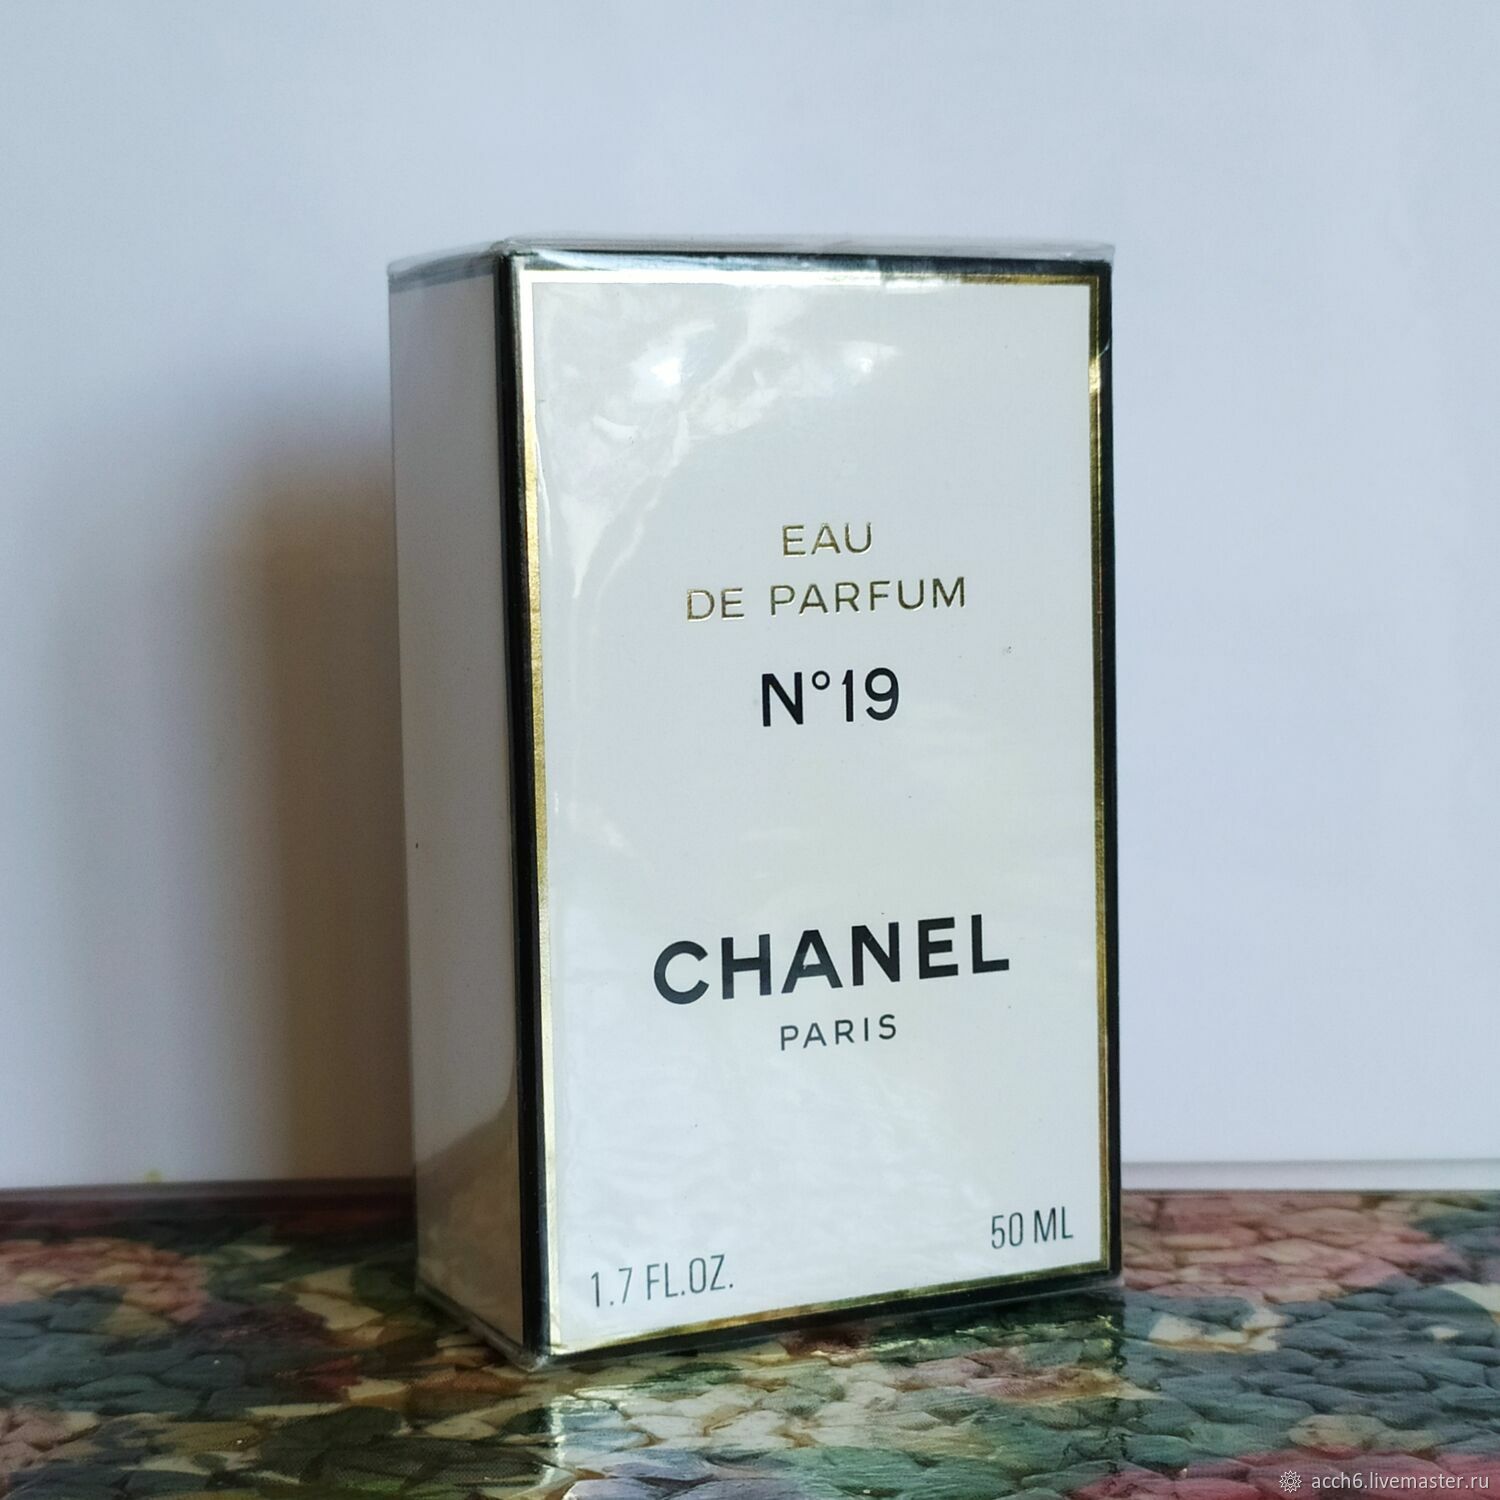 EAU
DE PARFUM
N°19
CHANEL
PARIS
50 ML
1.7 FL.OZ.
acch6.livemaster.ru